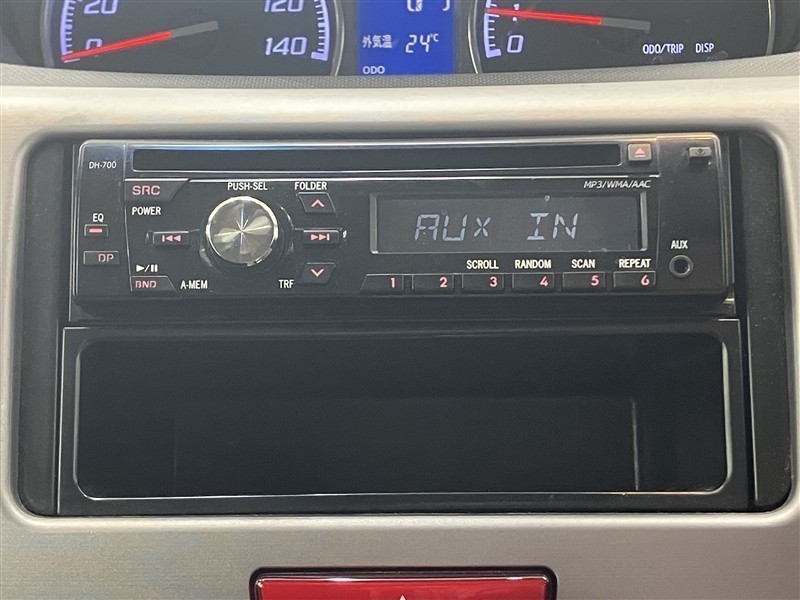 20
120
0
140
外気温 24℃
ODO
0
ODO/TRIP DISP
DH-700
SRC
PUSH-SEL
FOLDER
MP3/WMA/AAC
POWER
EQ
DP
AUX IN
AUX
BND
A-MEM
TRF
SCROLL RANDOM SCAN REPEAT
1 2 3 4 5 6